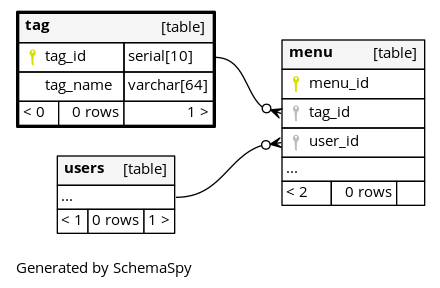 tag [table]
tag_id serial[10]
tag_name varchar[64]
< 0 0 rows 1 >
menu [table]
menu_id
tag_id
user_id
...
< 2 0 rows
users [table]
...
< 1 0 rows 1 >
Generated by SchemaSpy